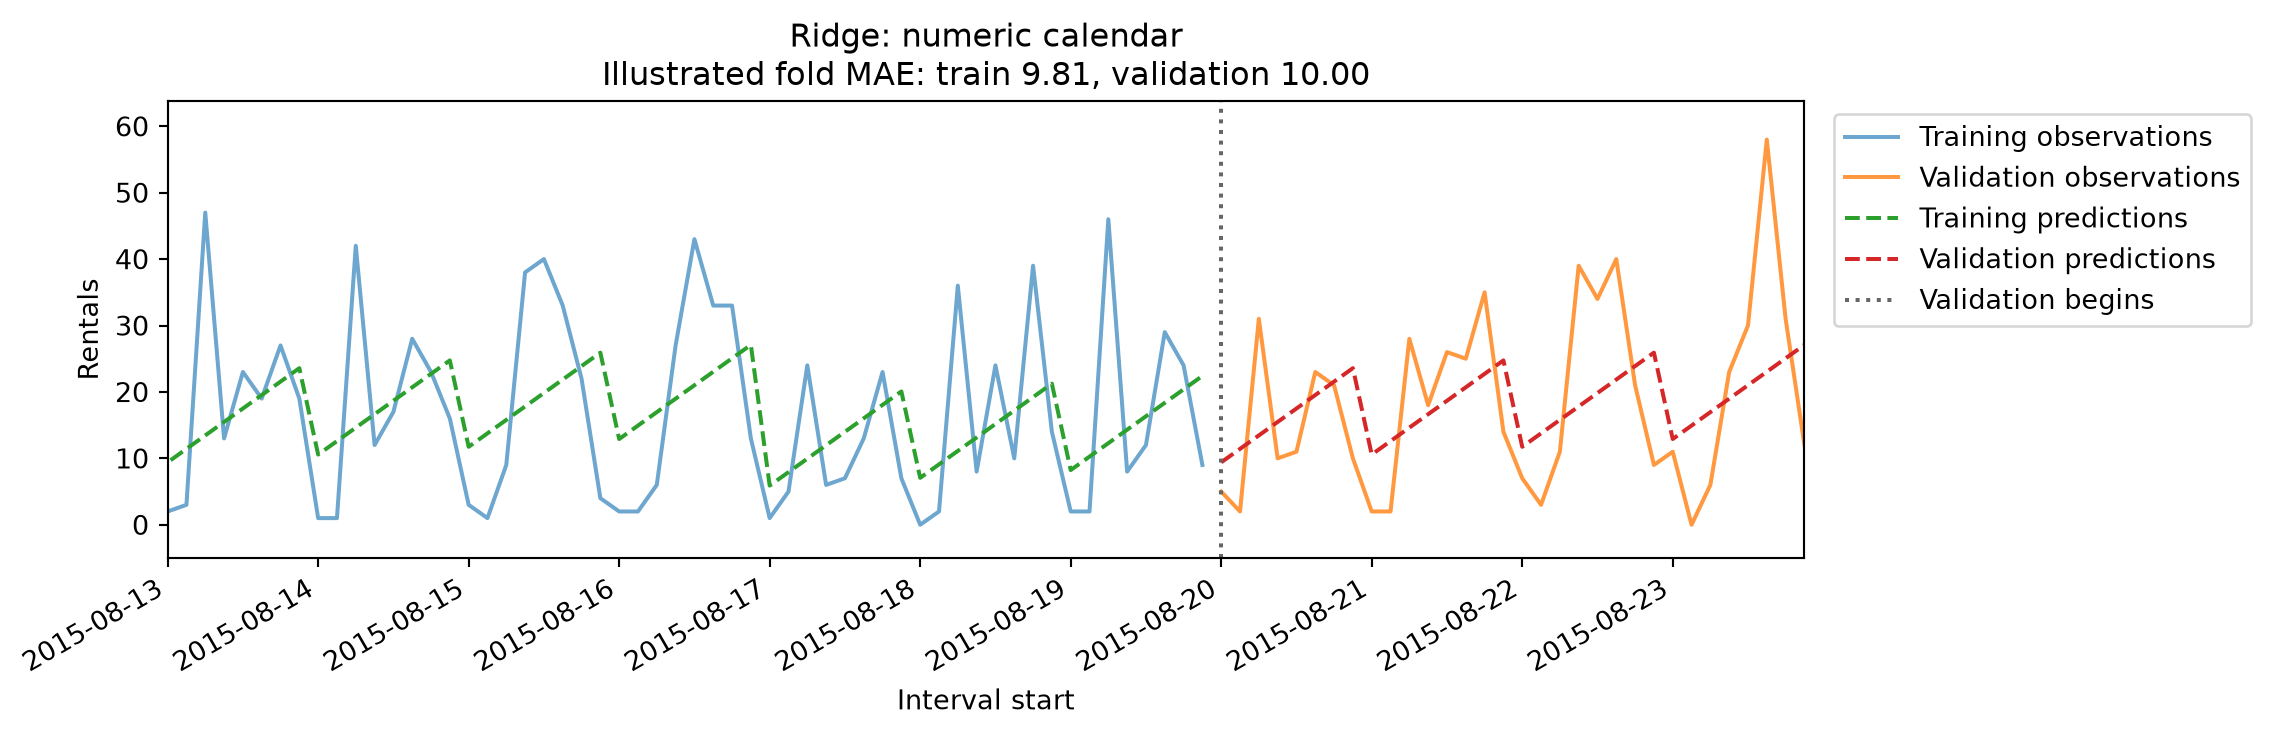 Ridge: numeric calendar
Illustrated fold MAE: train 9.81, validation 10.00
60
50
40
30
20
10
0
Rentals
2015-08-13
2015-08-14
2015-08-15
2015-08-16
2015-08-17
2015-08-18
2015-08-19
2015-08-20
2015-08-21
2015-08-22
2015-08-23
Interval start
Training observations
Validation observations
Training predictions
Validation predictions
Validation begins